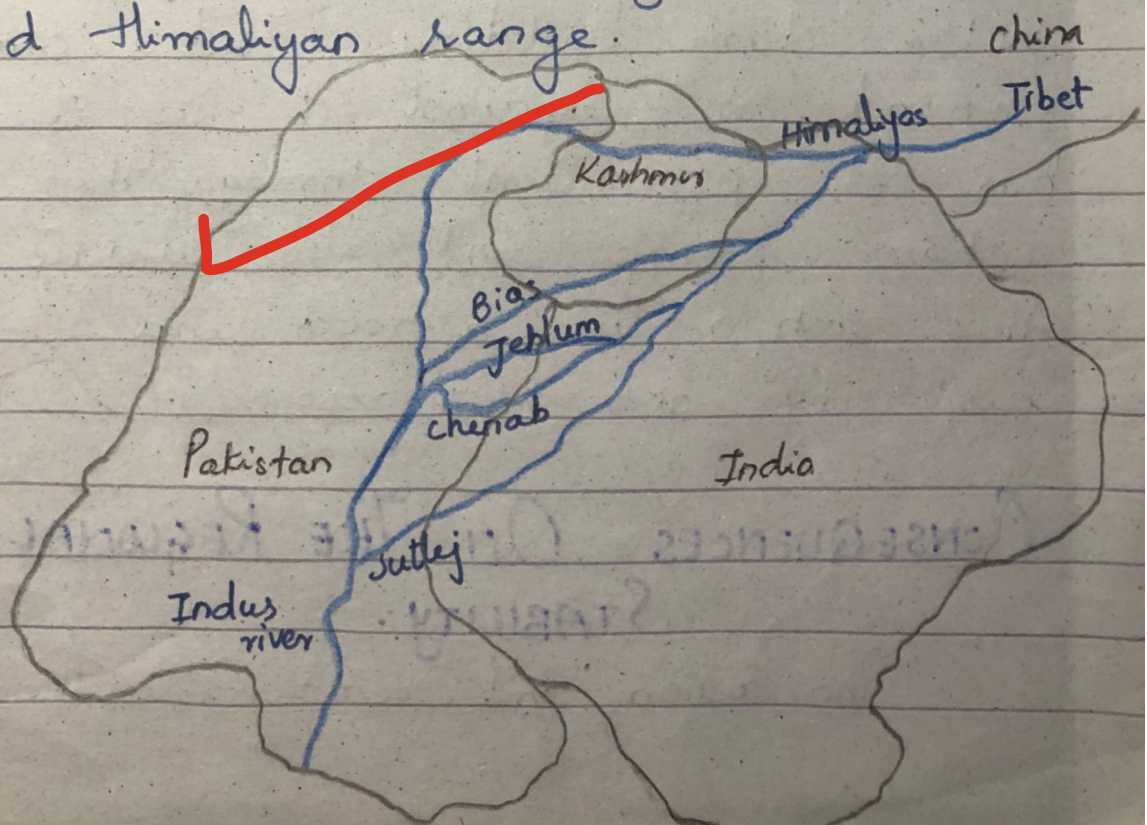 d Himaliyan range.
China
Tibet
Himaliyas
Kashmir
Bias
Jehlum
Chenab
Pakistan
India
Sutlej
Indus
river